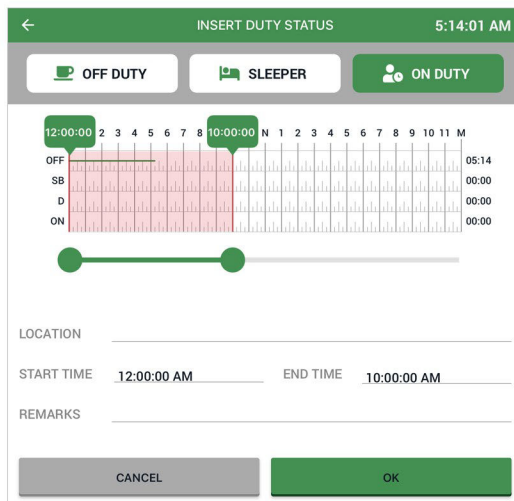 INSERT DUTY STATUS 5:14:01 AM
OFF DUTY SLEEPER ON DUTY
12:00:00 2 3 4 5 6 7 8 10:00:00 N 1 2 3 4 5 6 7 8 9 10 11 M
OFF 05:14
SB 00:00
D 00:00
ON 00:00
LOCATION
START TIME 12:00:00 AM END TIME 10:00:00 AM
REMARKS
CANCEL OK